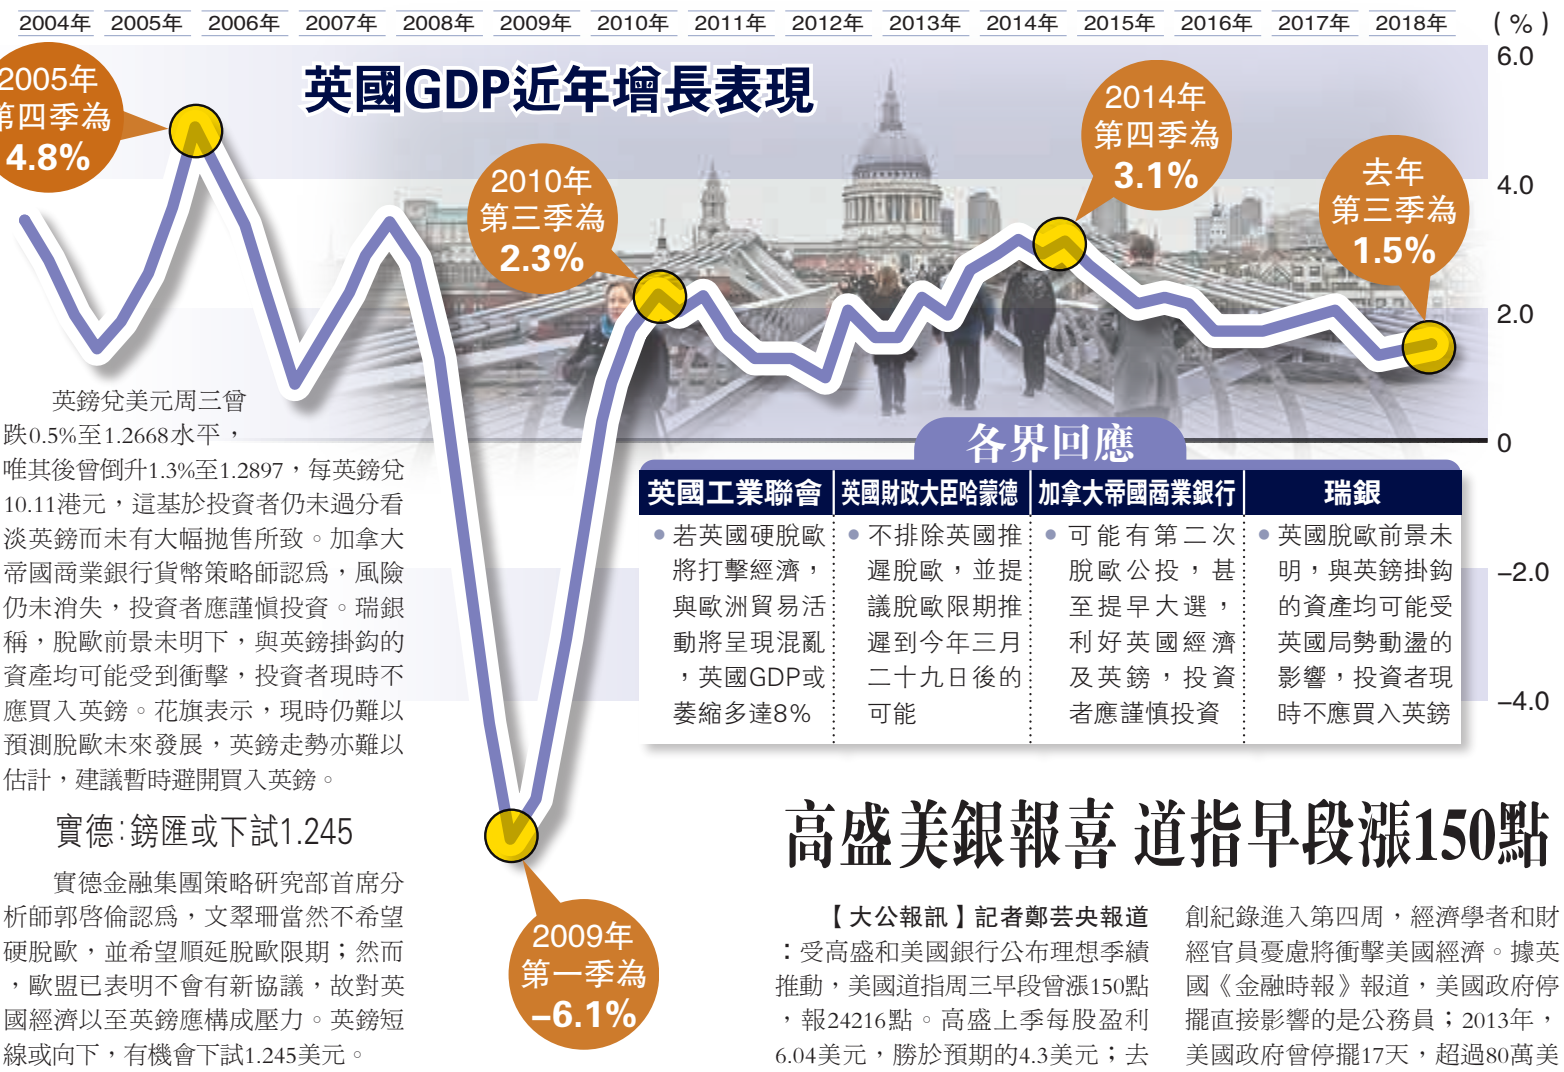 2004年 2005年 2006年 2007年 2008年 2009年 2010年 2011年 2012年 2013年 2014年 2015年 2016年 2017年 2018年 (%)
英國GDP近年增長表現
6.0
4.0
2.0
0
–2.0
–4.0
2005年
第四季為
4.8%
2010年
第三季為
2.3%
2014年
第四季為
3.1%
去年
第三季為
1.5%
2009年
第一季為
–6.1%
各界回應
英國工業聯會
●若英國硬脫歐
將打擊經濟，
與歐洲貿易活
動將呈現混亂
，英國GDP或
萎縮多達8%
英國財政大臣哈蒙德
●不排除英國推
遲脫歐，並提
議脫歐限期推
遲到今年三月
二十九日後的
可能
加拿大帝國商業銀行
●可能有第二次
脫歐公投，甚
至提早大選，
利好英國經濟
及英鎊，投資
者應謹慎投資
瑞銀
●英國脫歐前景未
明，與英鎊掛鈎
的資產均可能受
英國局勢動盪的
影響，投資者現
時不應買入英鎊
英鎊兌美元周三曾
跌0.5%至1.2668水平，
唯其後曾倒升1.3%至1.2897，每英鎊兌
10.11港元，這基於投資者仍未過分看
淡英鎊而未有大幅拋售所致。加拿大
帝國商業銀行貨幣策略師認為，風險
仍未消失，投資者應謹慎投資。瑞銀
稱，脫歐前景未明下，與英鎊掛鈎的
資產均可能受到衝擊，投資者現時不
應買入英鎊。花旗表示，現時仍難以
預測脫歐未來發展，英鎊走勢亦難以
估計，建議暫時避開買入英鎊。
實德：鎊匯或下試1.245
實德金融集團策略研究部首席分
析師郭啓倫認為，文翠珊當然不希望
硬脫歐，並希望順延脫歐限期；然而
，歐盟已表明不會有新協議，故對英
國經濟以至英鎊應構成壓力。英鎊短
線或向下，有機會下試1.245美元。
高盛美銀報喜 道指早段漲150點
【大公報訊】記者鄭芸央報道
：受高盛和美國銀行公布理想季績
推動，美國道指周三早段曾漲150點
，報24216點。高盛上季每股盈利
6.04美元，勝於預期的4.3美元；去
創紀錄進入第四周，經濟學者和財
經官員憂慮將衝擊美國經濟。據英
國《金融時報》報道，美國政府停
擺直接影響的是公務員；2013年，
美國政府曾停擺17天，超過80萬美